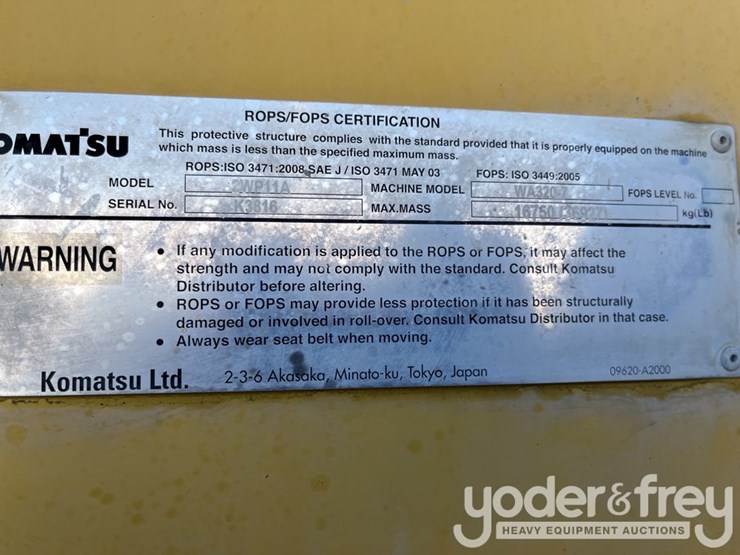 ROPS/FOPS CERTIFICATION
OMATSU
This protective structure complies with the standard provided that it is properly equipped on the machine
which mass is less than the specified maximum mass.
ROPS:ISO 3471:2008 SAE J / ISO 3471 MAY 03 FOPS: ISO 3449:2005
MODEL 2WP11A MACHINE MODEL WA320-7 FOPS LEVEL No.
SERIAL No. K3816 MAX.MASS 16750 kg(Lb)
WARNING
• If any modification is applied to the ROPS or FOPS, it may affect the
strength and may not comply with the standard. Consult Komatsu
Distributor before altering.
• ROPS or FOPS may provide less protection if it has been structurally
damaged or involved in roll-over. Consult Komatsu Distributor in that case.
• Always wear seat belt when moving.
Komatsu Ltd. 2-3-6 Akasaka, Minato-ku, Tokyo, Japan 09620-A2000
yoder&frey
HEAVY EQUIPMENT AUCTIONS